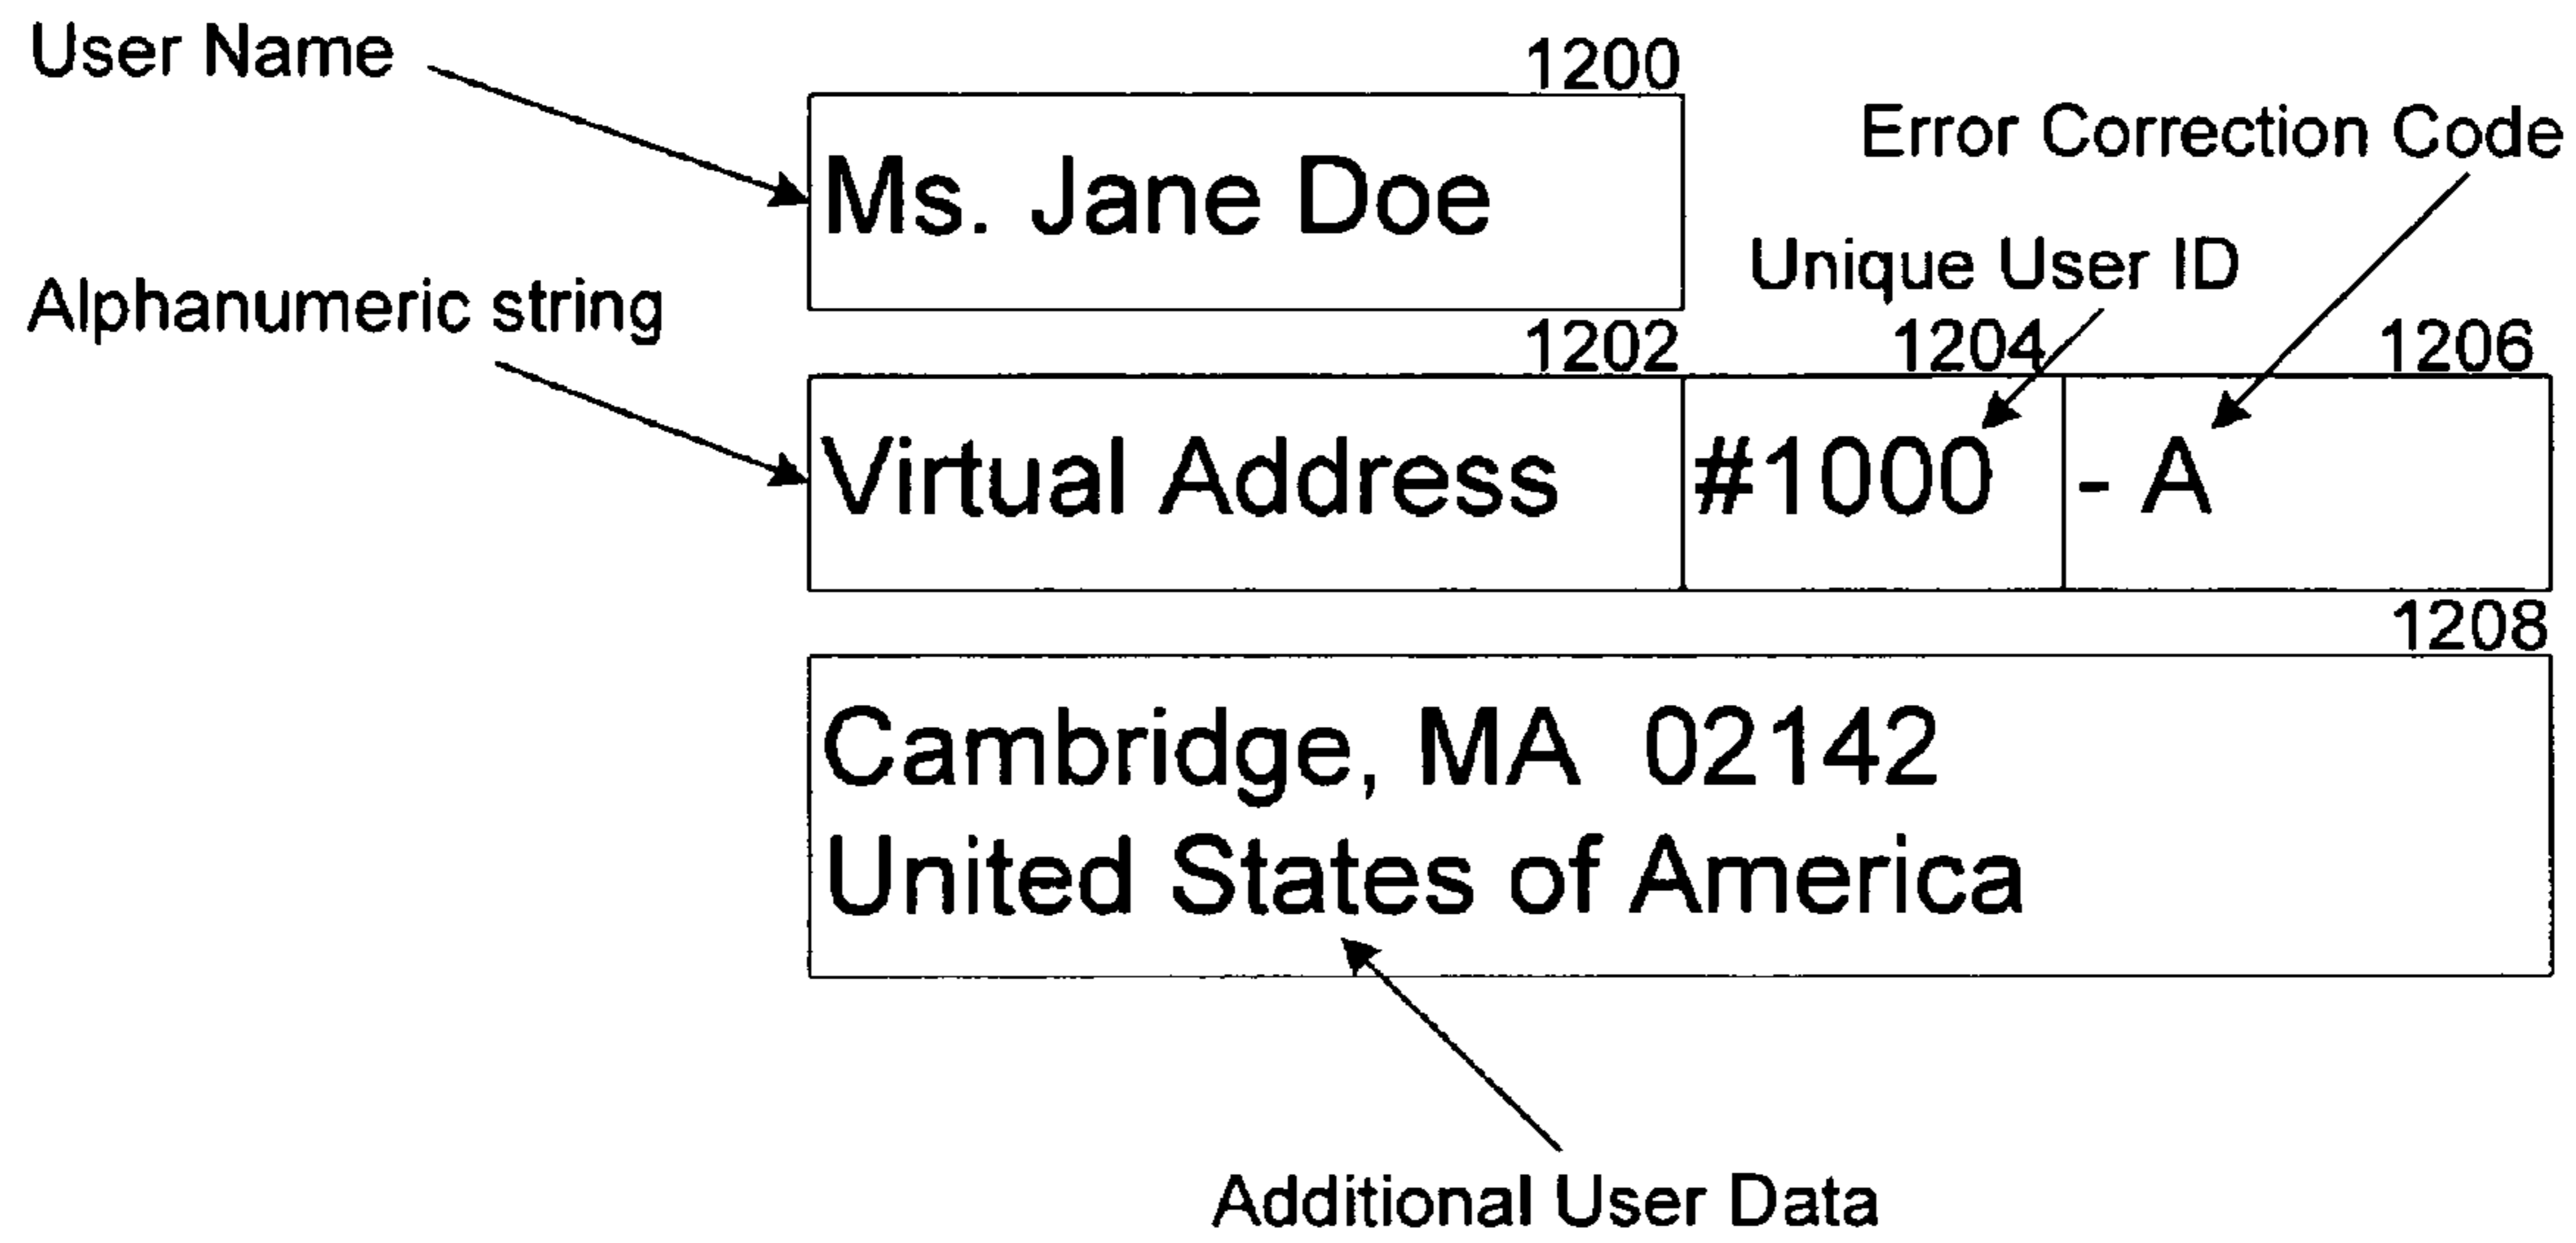 User Name
1200
Error Correction Code
Ms. Jane Doe
Unique User ID
Alphanumeric string
1202 1204 1206
Virtual Address #1000 - A
1208
Cambridge, MA 02142
United States of America
Additional User Data